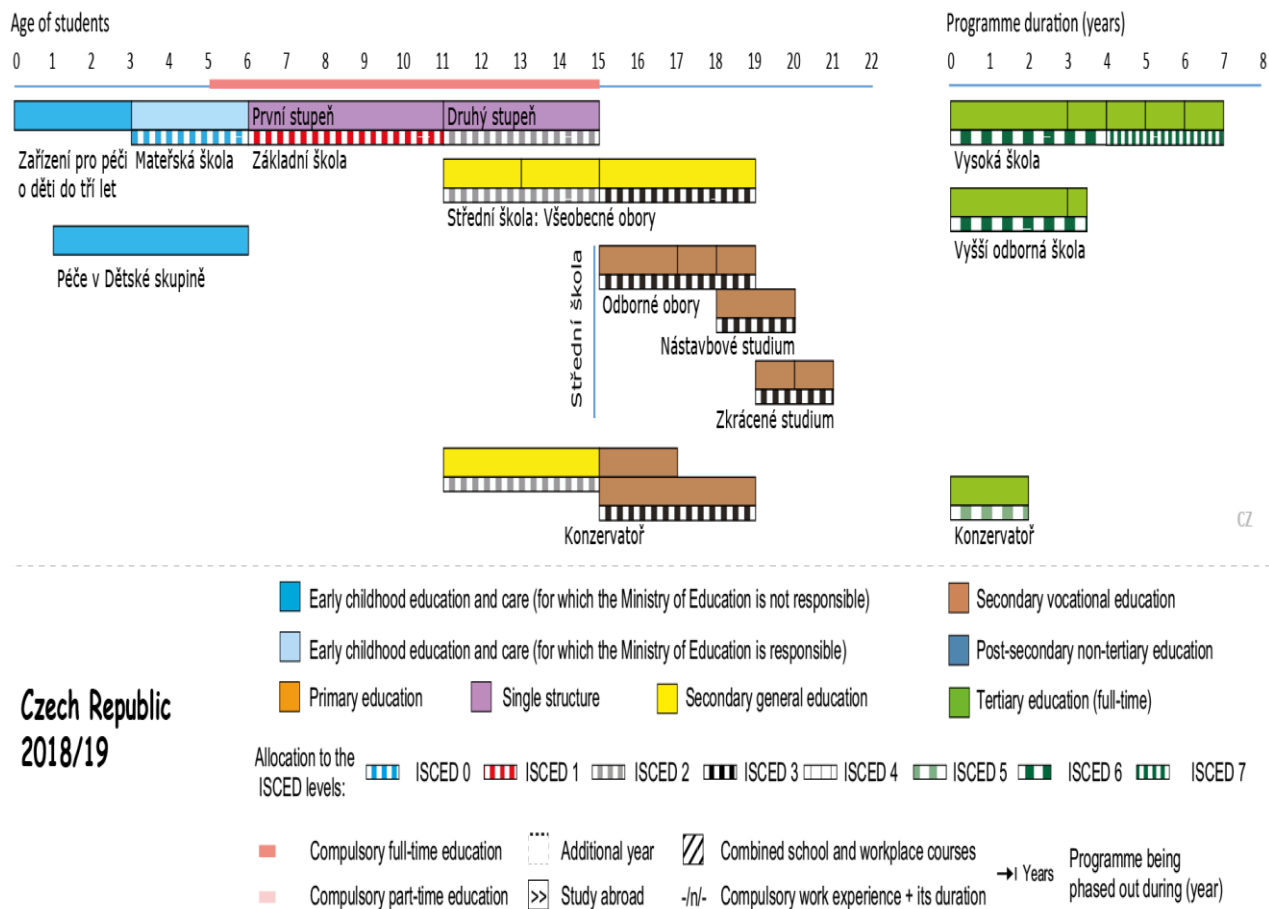 Age of students
Programme duration (years)
0 1 2 3 4 5 6 7 8 9 10 11 12 13 14 15 16 17 18 19 20 21 22
0 1 2 3 4 5 6 7 8
První stupeň
Druhý stupeň
Zařízení pro péči
o děti do tří let
Mateřská škola
Základní škola
Vysoká škola
Střední škola: Všeobecné obory
Vyšší odborná škola
Péče v Dětské skupině
Střední škola
Odborné obory
Nástavbové studium
Zkrácené studium
Konzervatoř
Konzervatoř
CZ
Early childhood education and care (for which the Ministry of Education is not responsible)
Secondary vocational education
Early childhood education and care (for which the Ministry of Education is responsible)
Post-secondary non-tertiary education
Primary education
Single structure
Secondary general education
Tertiary education (full-time)
Czech Republic
2018/19
Allocation to the
ISCED levels:
ISCED 0
ISCED 1
ISCED 2
ISCED 3
ISCED 4
ISCED 5
ISCED 6
ISCED 7
Compulsory full-time education
Additional year
Combined school and workplace courses
Years
Programme being
phased out during (year)
Compulsory part-time education
>> Study abroad
-/n/- Compulsory work experience + its duration